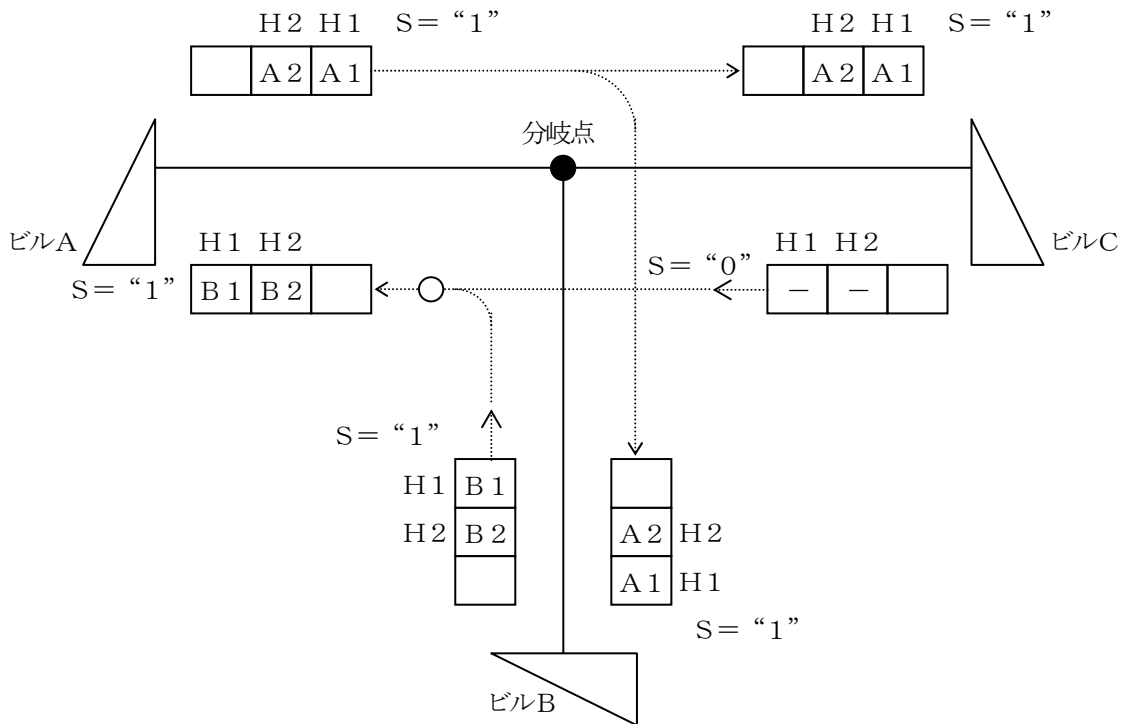 H2 H1 S=“1”
A2 A1
H2 H1 S=“1”
A2 A1
分岐点
ビルA
ビルC
H1 H2
S=“1” B1 B2
S=“0”
H1 H2
− −
S=“1”
H1 B1
H2 B2
A2 H2
A1 H1
S=“1”
ビルB